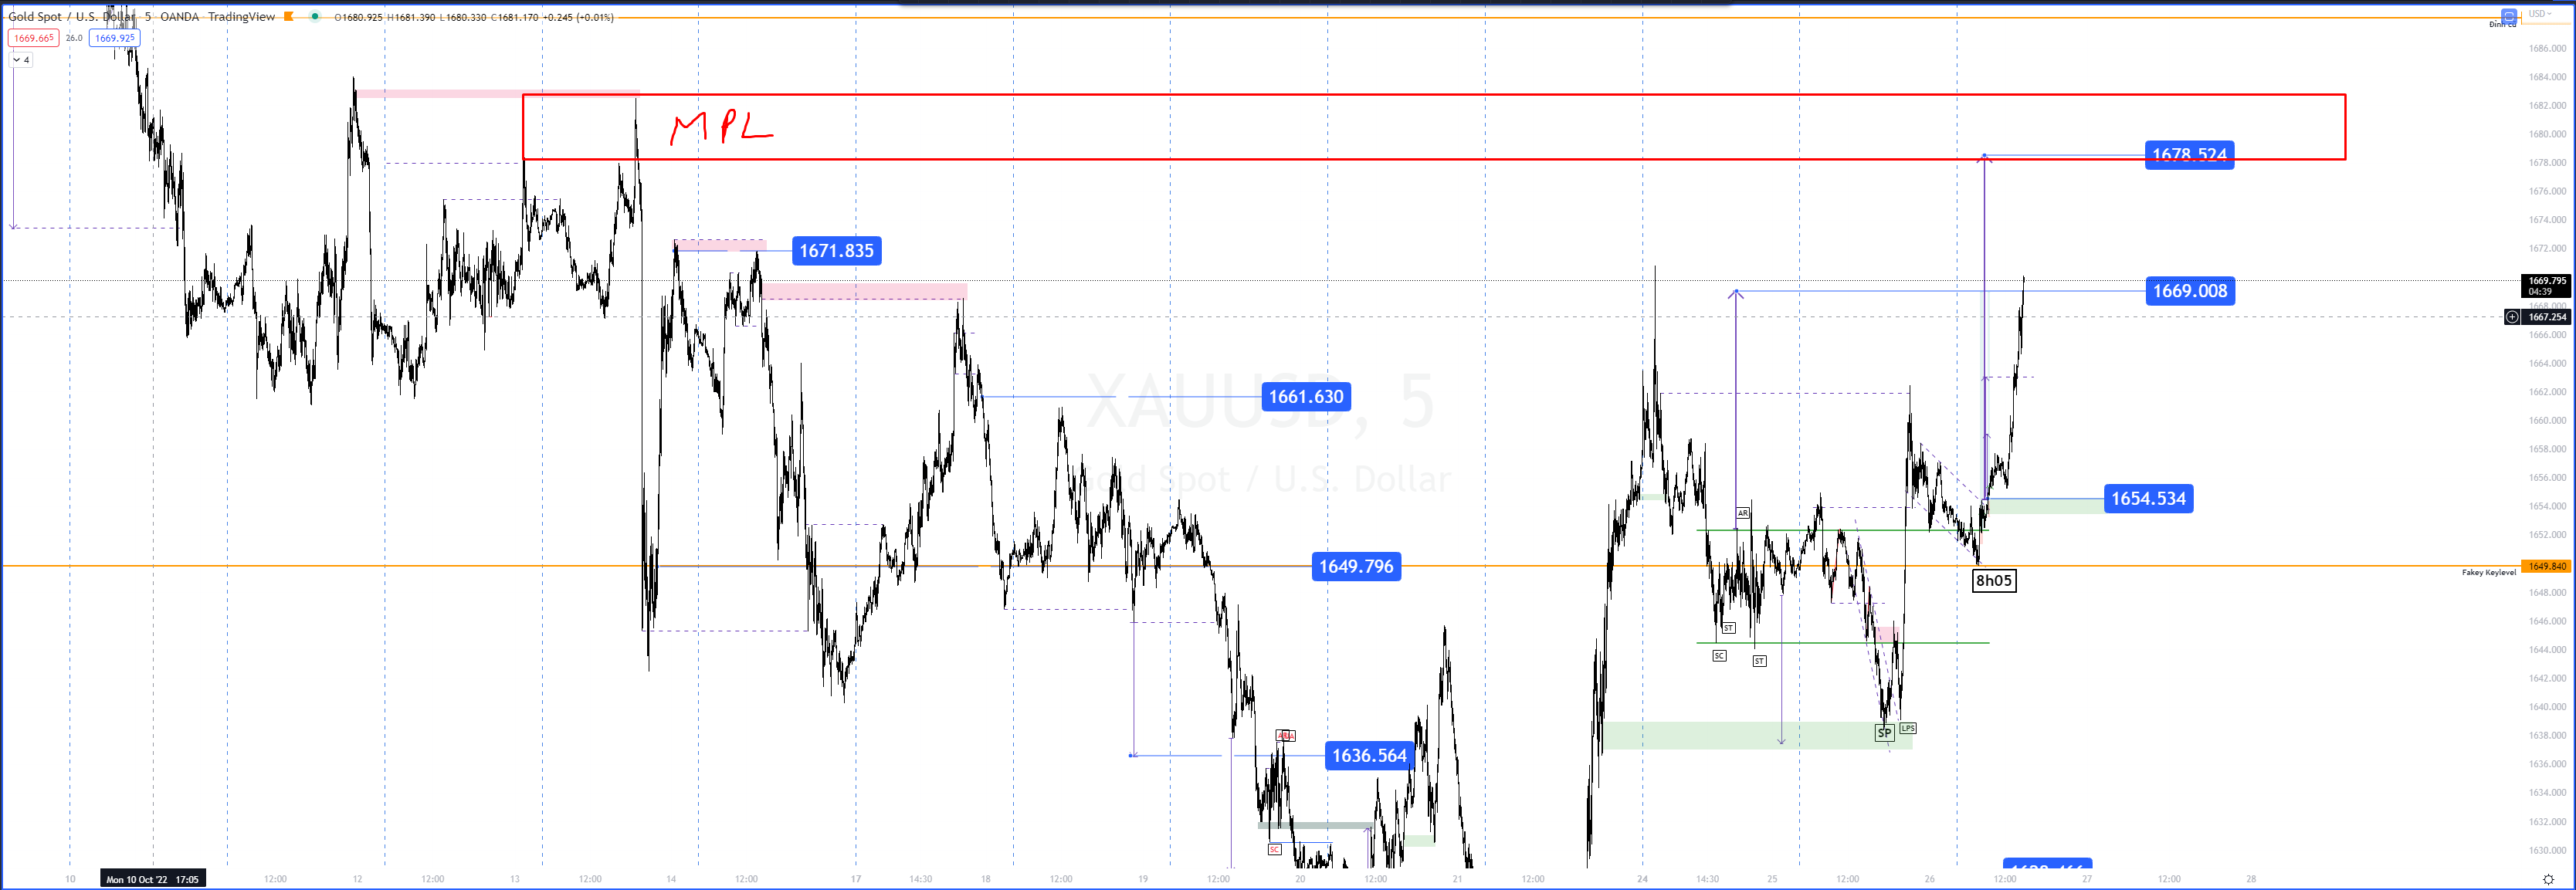 Gold Spot / U.S. Dollar · 5 · OANDA · TradingView O1680.925 H1681.390 L1680.330 C1681.170 +0.245 (+0.01%)
1669.665 26.0 1669.925
4
USD
Đỉnh cũ
1686.000
1684.000
1682.000
MPL
1680.000
1678.524
1678.000
1676.000
1674.000
1672.000
1671.835
1669.795
04:39
1669.008
1668.000
1667.254
1666.000
1664.000
1662.000
1661.630
XAUUSD, 5
1660.000
1658.000
1656.000
Gold Spot / U.S. Dollar
1654.534
1654.000
AR
1652.000
1649.796
1649.840
Fakey Keylevel
8h05
1648.000
1646.000
ST
SC
ST
1644.000
1642.000
1640.000
LPS
SP
1638.000
1636.564
1636.000
1634.000
1632.000
SC
1630.000
10 Mon 10 Oct '22 17:05 12:00 12 12:00 13 12:00 14 12:00 17 14:30 18 12:00 19 12:00 20 12:00 21 12:00 24 14:30 25 12:00 26 12:00 27 12:00 28